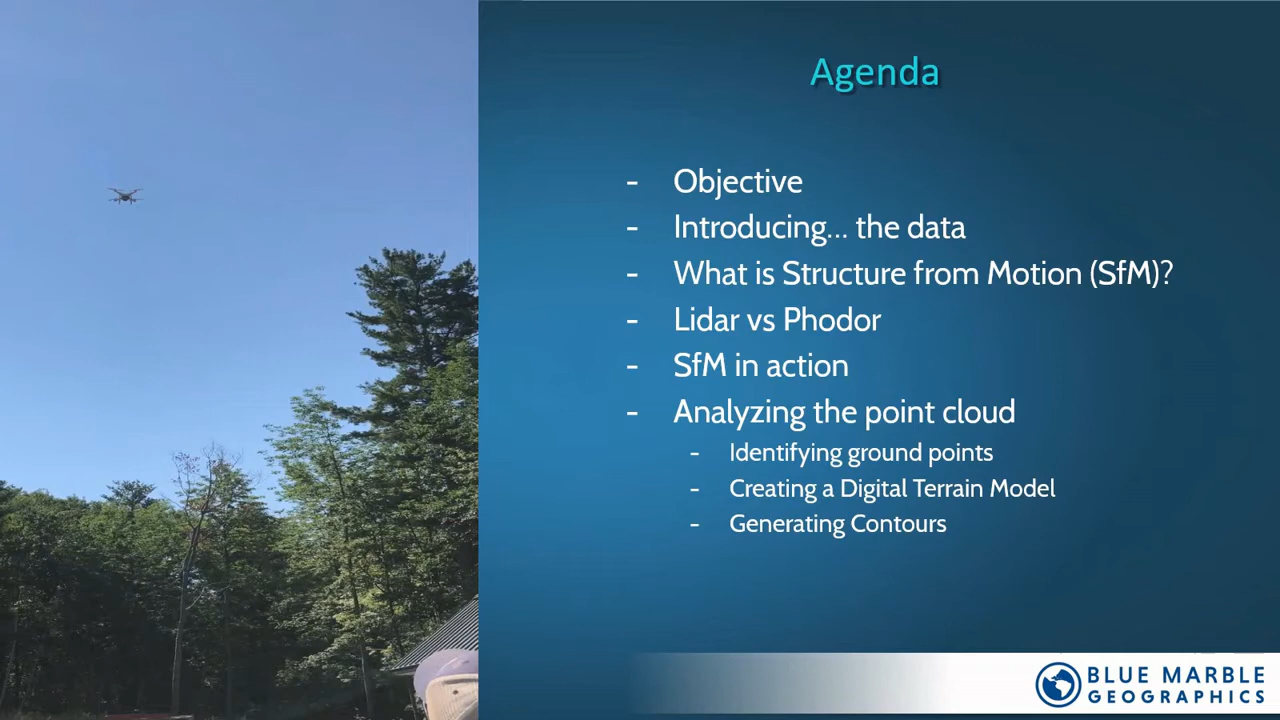 Agenda
- Objective
- Introducing... the data
- What is Structure from Motion (SfM)?
- Lidar vs Phodor
- SfM in action
- Analyzing the point cloud
- Identifying ground points
- Creating a Digital Terrain Model
- Generating Contours
BLUE MARBLE
GEOGRAPHICS